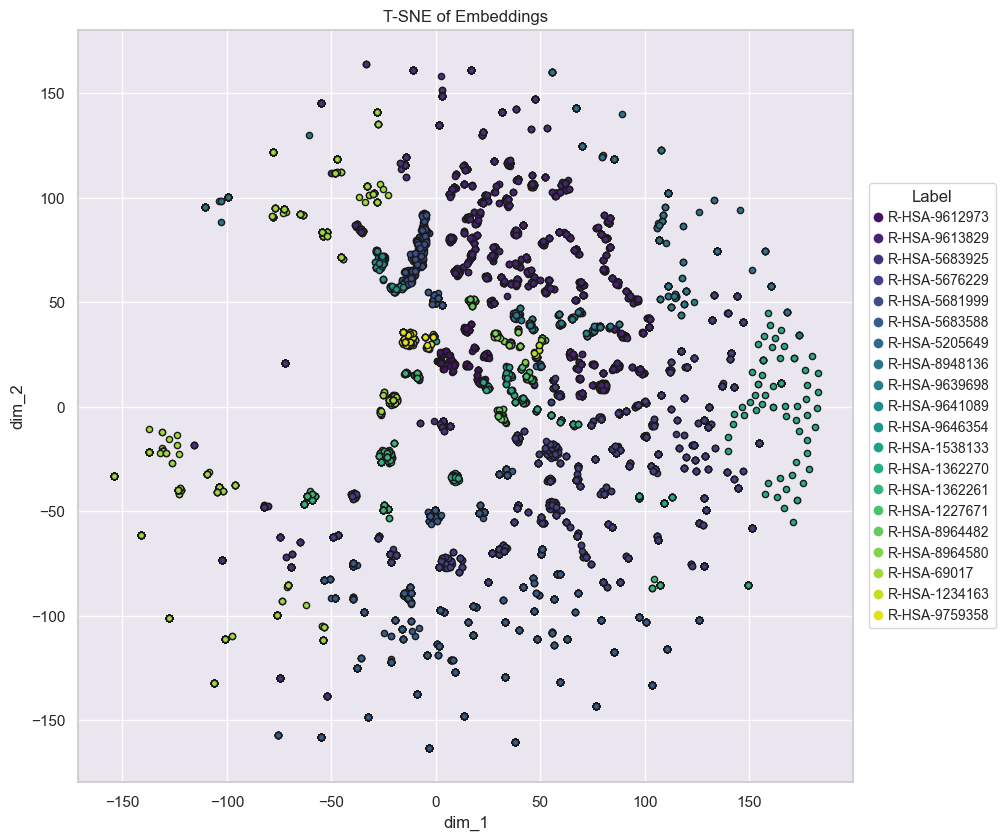 T-SNE of Embeddings
150
100
50
0
−50
−100
−150
dim_2
−150
−100
−50
0
50
100
150
dim_1
Label
R-HSA-9612973
R-HSA-9613829
R-HSA-5683925
R-HSA-5676229
R-HSA-5681999
R-HSA-5683588
R-HSA-5205649
R-HSA-8948136
R-HSA-9639698
R-HSA-9641089
R-HSA-9646354
R-HSA-1538133
R-HSA-1362270
R-HSA-1362261
R-HSA-1227671
R-HSA-8964482
R-HSA-8964580
R-HSA-69017
R-HSA-1234163
R-HSA-9759358